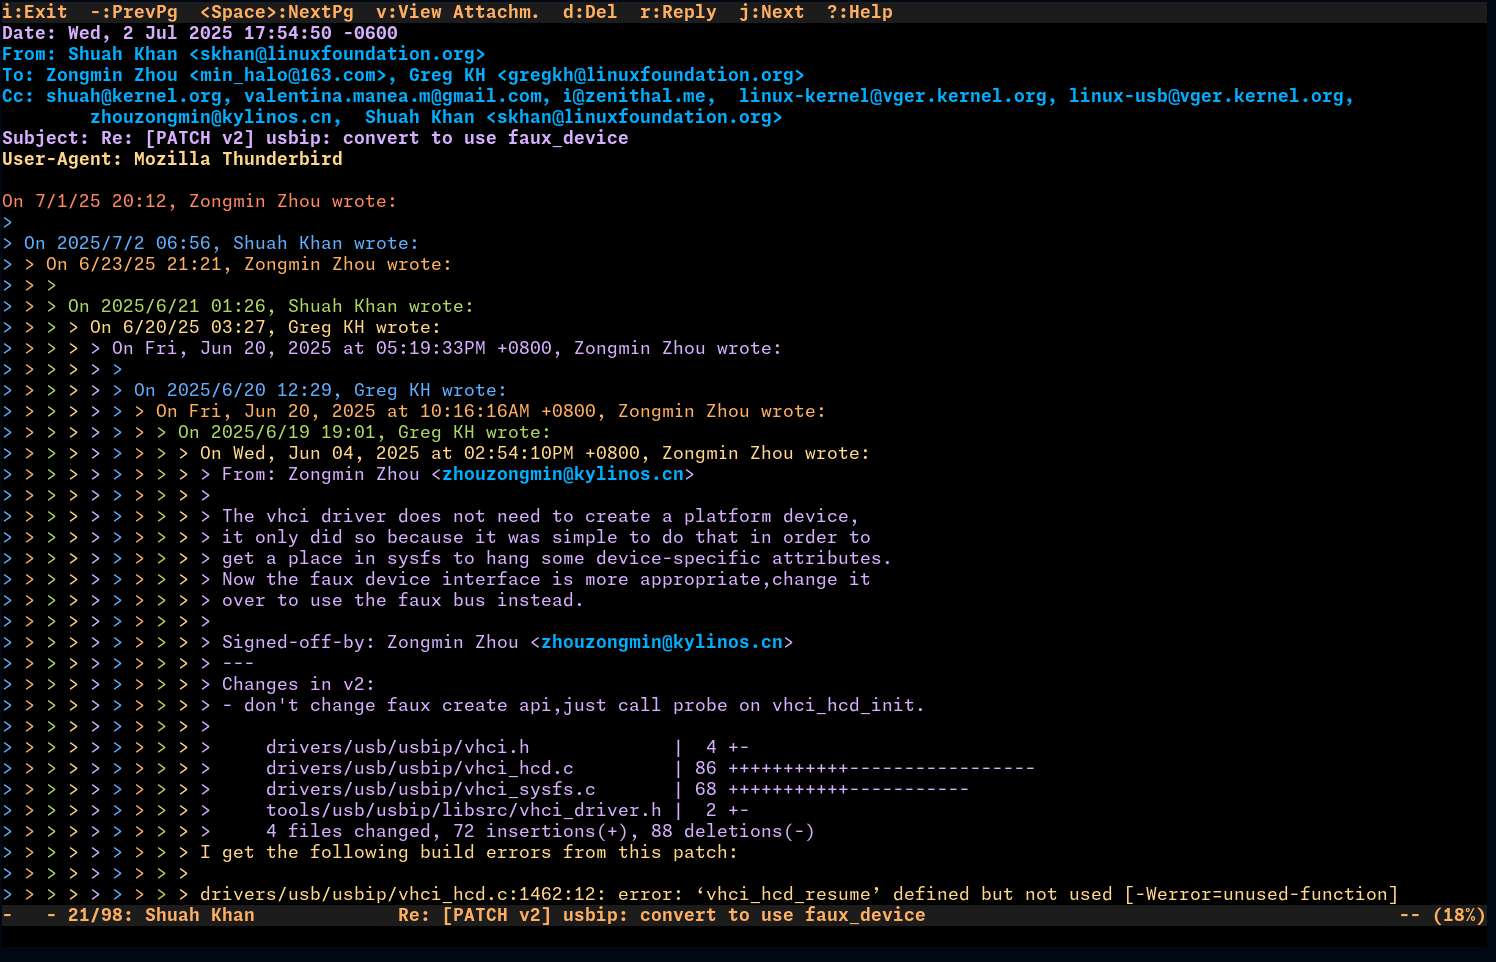 i:Exit  -:PrevPg  <Space>:NextPg  v:View Attachm.  d:Del  r:Reply  j:Next  ?:Help
Date: Wed, 2 Jul 2025 17:54:50 -0600
From: Shuah Khan <skhan@linuxfoundation.org>
To: Zongmin Zhou <min_halo@163.com>, Greg KH <gregkh@linuxfoundation.org>
Cc: shuah@kernel.org, valentina.manea.m@gmail.com, i@zenithal.me,  linux-kernel@vger.kernel.org, linux-usb@vger.kernel.org,
        zhouzongmin@kylinos.cn,  Shuah Khan <skhan@linuxfoundation.org>
Subject: Re: [PATCH v2] usbip: convert to use faux_device
User-Agent: Mozilla Thunderbird

On 7/1/25 20:12, Zongmin Zhou wrote:
>
> On 2025/7/2 06:56, Shuah Khan wrote:
> > On 6/23/25 21:21, Zongmin Zhou wrote:
> > >
> > > On 2025/6/21 01:26, Shuah Khan wrote:
> > > > On 6/20/25 03:27, Greg KH wrote:
> > > > > On Fri, Jun 20, 2025 at 05:19:33PM +0800, Zongmin Zhou wrote:
> > > > > >
> > > > > > On 2025/6/20 12:29, Greg KH wrote:
> > > > > > > On Fri, Jun 20, 2025 at 10:16:16AM +0800, Zongmin Zhou wrote:
> > > > > > > > On 2025/6/19 19:01, Greg KH wrote:
> > > > > > > > > On Wed, Jun 04, 2025 at 02:54:10PM +0800, Zongmin Zhou wrote:
> > > > > > > > > > From: Zongmin Zhou <zhouzongmin@kylinos.cn>
> > > > > > > > > >
> > > > > > > > > > The vhci driver does not need to create a platform device,
> > > > > > > > > > it only did so because it was simple to do that in order to
> > > > > > > > > > get a place in sysfs to hang some device-specific attributes.
> > > > > > > > > > Now the faux device interface is more appropriate,change it
> > > > > > > > > > over to use the faux bus instead.
> > > > > > > > > >
> > > > > > > > > > Signed-off-by: Zongmin Zhou <zhouzongmin@kylinos.cn>
> > > > > > > > > > ---
> > > > > > > > > > Changes in v2:
> > > > > > > > > > - don't change faux create api,just call probe on vhci_hcd_init.
> > > > > > > > > >
> > > > > > > > > >     drivers/usb/usbip/vhci.h             |  4 +-
> > > > > > > > > >     drivers/usb/usbip/vhci_hcd.c         | 86 +++++++++++-----------------
> > > > > > > > > >     drivers/usb/usbip/vhci_sysfs.c       | 68 +++++++++++-----------
> > > > > > > > > >     tools/usb/usbip/libsrc/vhci_driver.h |  2 +-
> > > > > > > > > >     4 files changed, 72 insertions(+), 88 deletions(-)
> > > > > > > > > I get the following build errors from this patch:
> > > > > > > > >
> > > > > > > > > drivers/usb/usbip/vhci_hcd.c:1462:12: error: ‘vhci_hcd_resume’ defined but not used [-Werror=unused-function]
-   - 21/98: Shuah Khan             Re: [PATCH v2] usbip: convert to use faux_device                                           -- (18%)